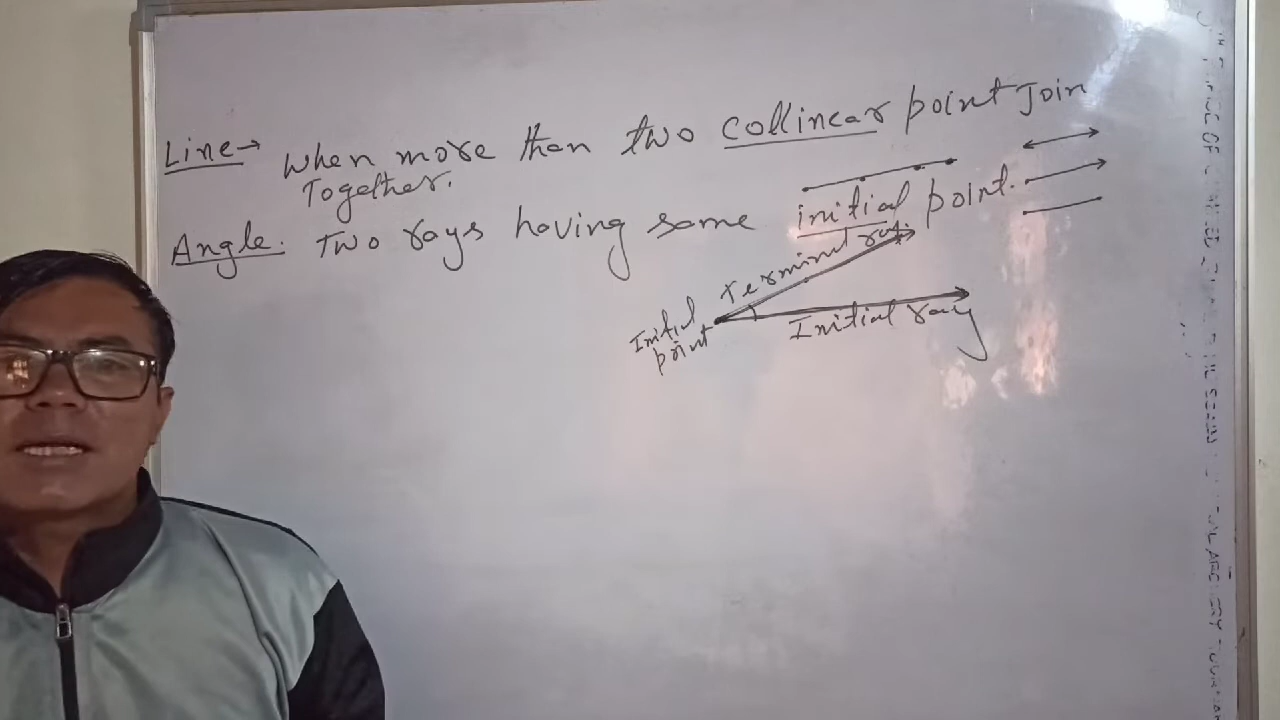 Line→ When more than two collinear point Join
Together.
Angle: Two rays having same initial point.
Terminal ray
Initial ray
Initial
point